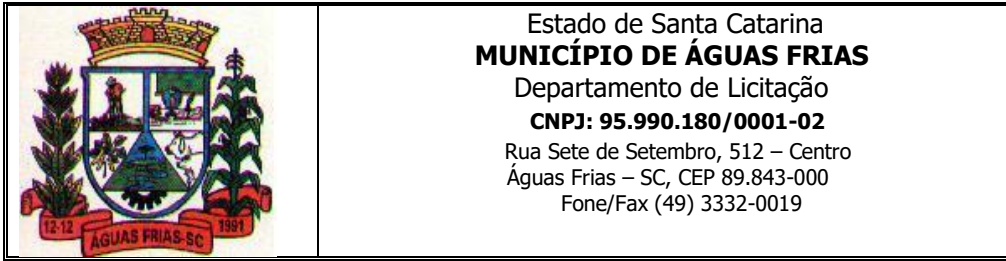 12-12
ÁGUAS FRIAS-SC
1991
Estado de Santa Catarina
MUNICÍPIO DE ÁGUAS FRIAS
Departamento de Licitação
CNPJ: 95.990.180/0001-02
Rua Sete de Setembro, 512 – Centro
Águas Frias – SC, CEP 89.843-000
Fone/Fax (49) 3332-0019